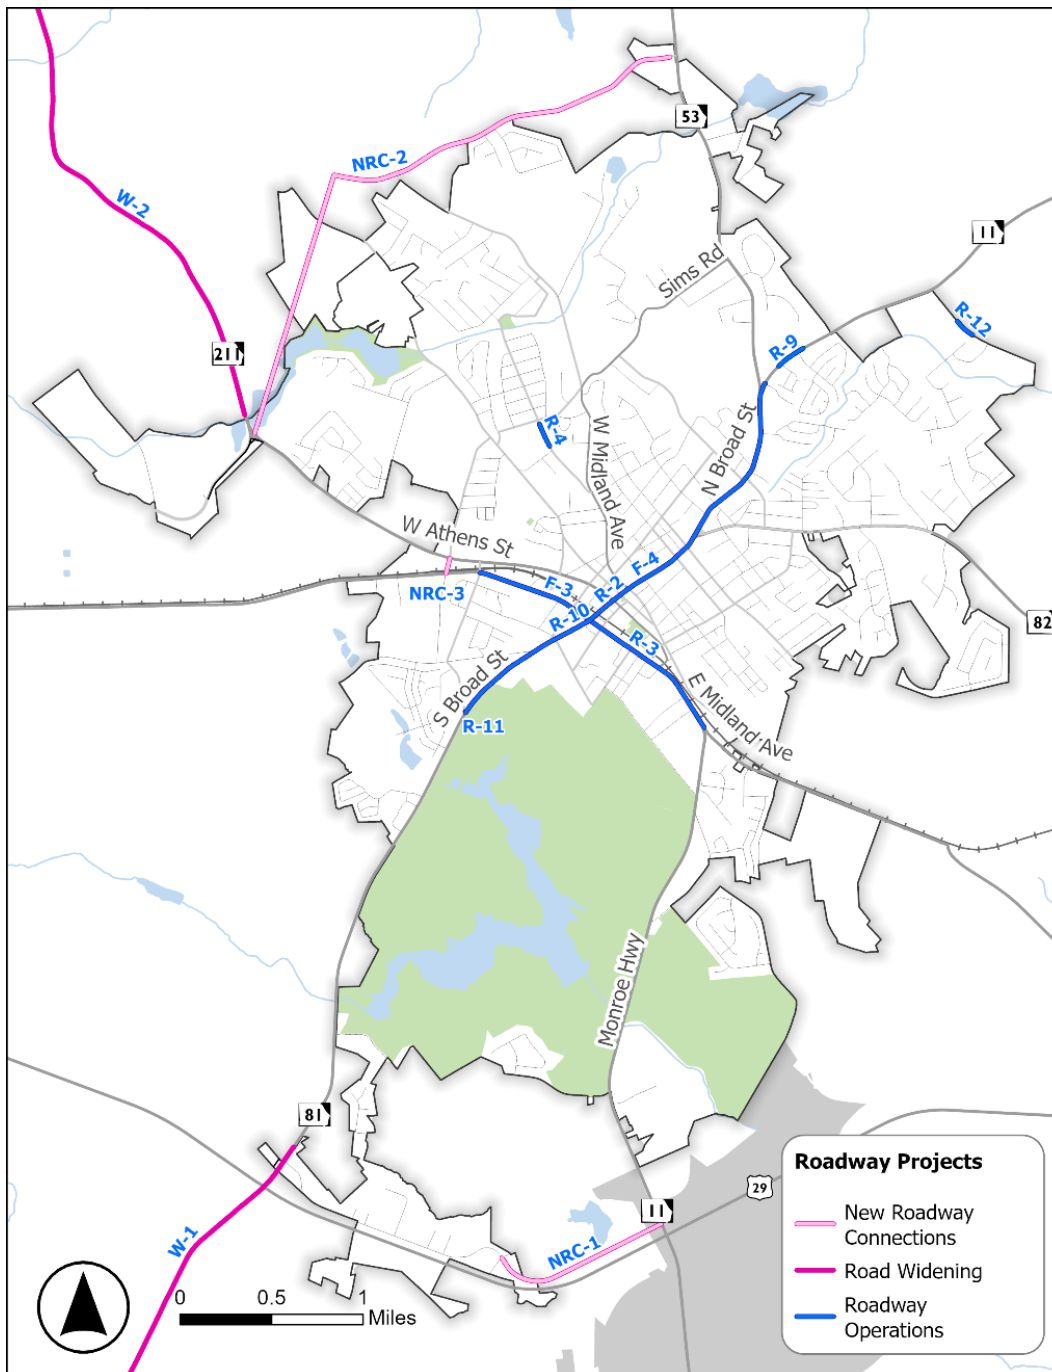 53
NRC-2
W-2
11
Sims Rd
R-12
211
R-9
R-4
W Midland Ave
N Broad St
W Athens St
F-4
NRC-3
F-3
R-2
R-10
82
R-3
S Broad St
E Midland Ave
R-11
Monroe Hwy
81
11
29
W-1
NRC-1
0 0.5 1
Miles
Roadway Projects
New Roadway
Connections
Road Widening
Roadway
Operations